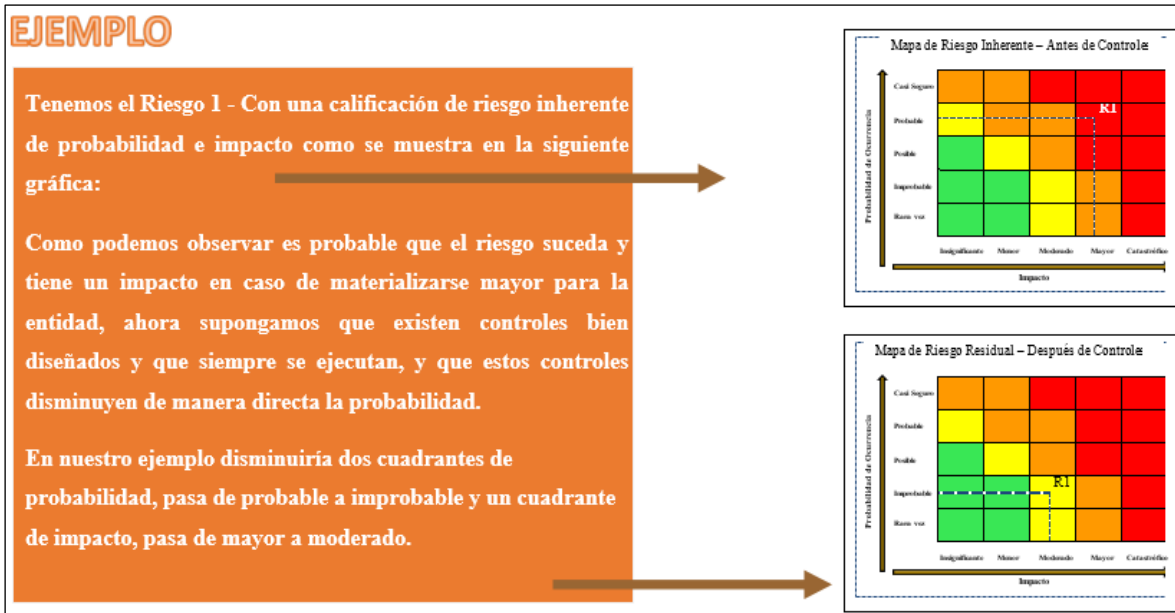 EJEMPLO
Tenemos el Riesgo 1 - Con una calificación de riesgo inherente
de probabilidad e impacto como se muestra en la siguiente
gráfica:
Como podemos observar es probable que el riesgo suceda y
tiene un impacto en caso de materializarse mayor para la
entidad, ahora supongamos que existen controles bien
diseñados y que siempre se ejecutan, y que estos controles
disminuyen de manera directa la probabilidad.
En nuestro ejemplo disminuiría dos cuadrantes de
probabilidad, pasa de probable a improbable y un cuadrante
de impacto, pasa de mayor a moderado.
Mapa de Riesgo Inherente – Antes de Controles
Probabilidad de Ocurrencia
Casi Seguro
Probable
R1
Posible
Improbable
Rara vez
Insignificante Menor Moderado Mayor Catastrófico
Impacto
Mapa de Riesgo Residual – Después de Controles
Probabilidad de Ocurrencia
Casi Seguro
Probable
Posible
Improbable
R1
Rara vez
Insignificante Menor Moderado Mayor Catastrófico
Impacto